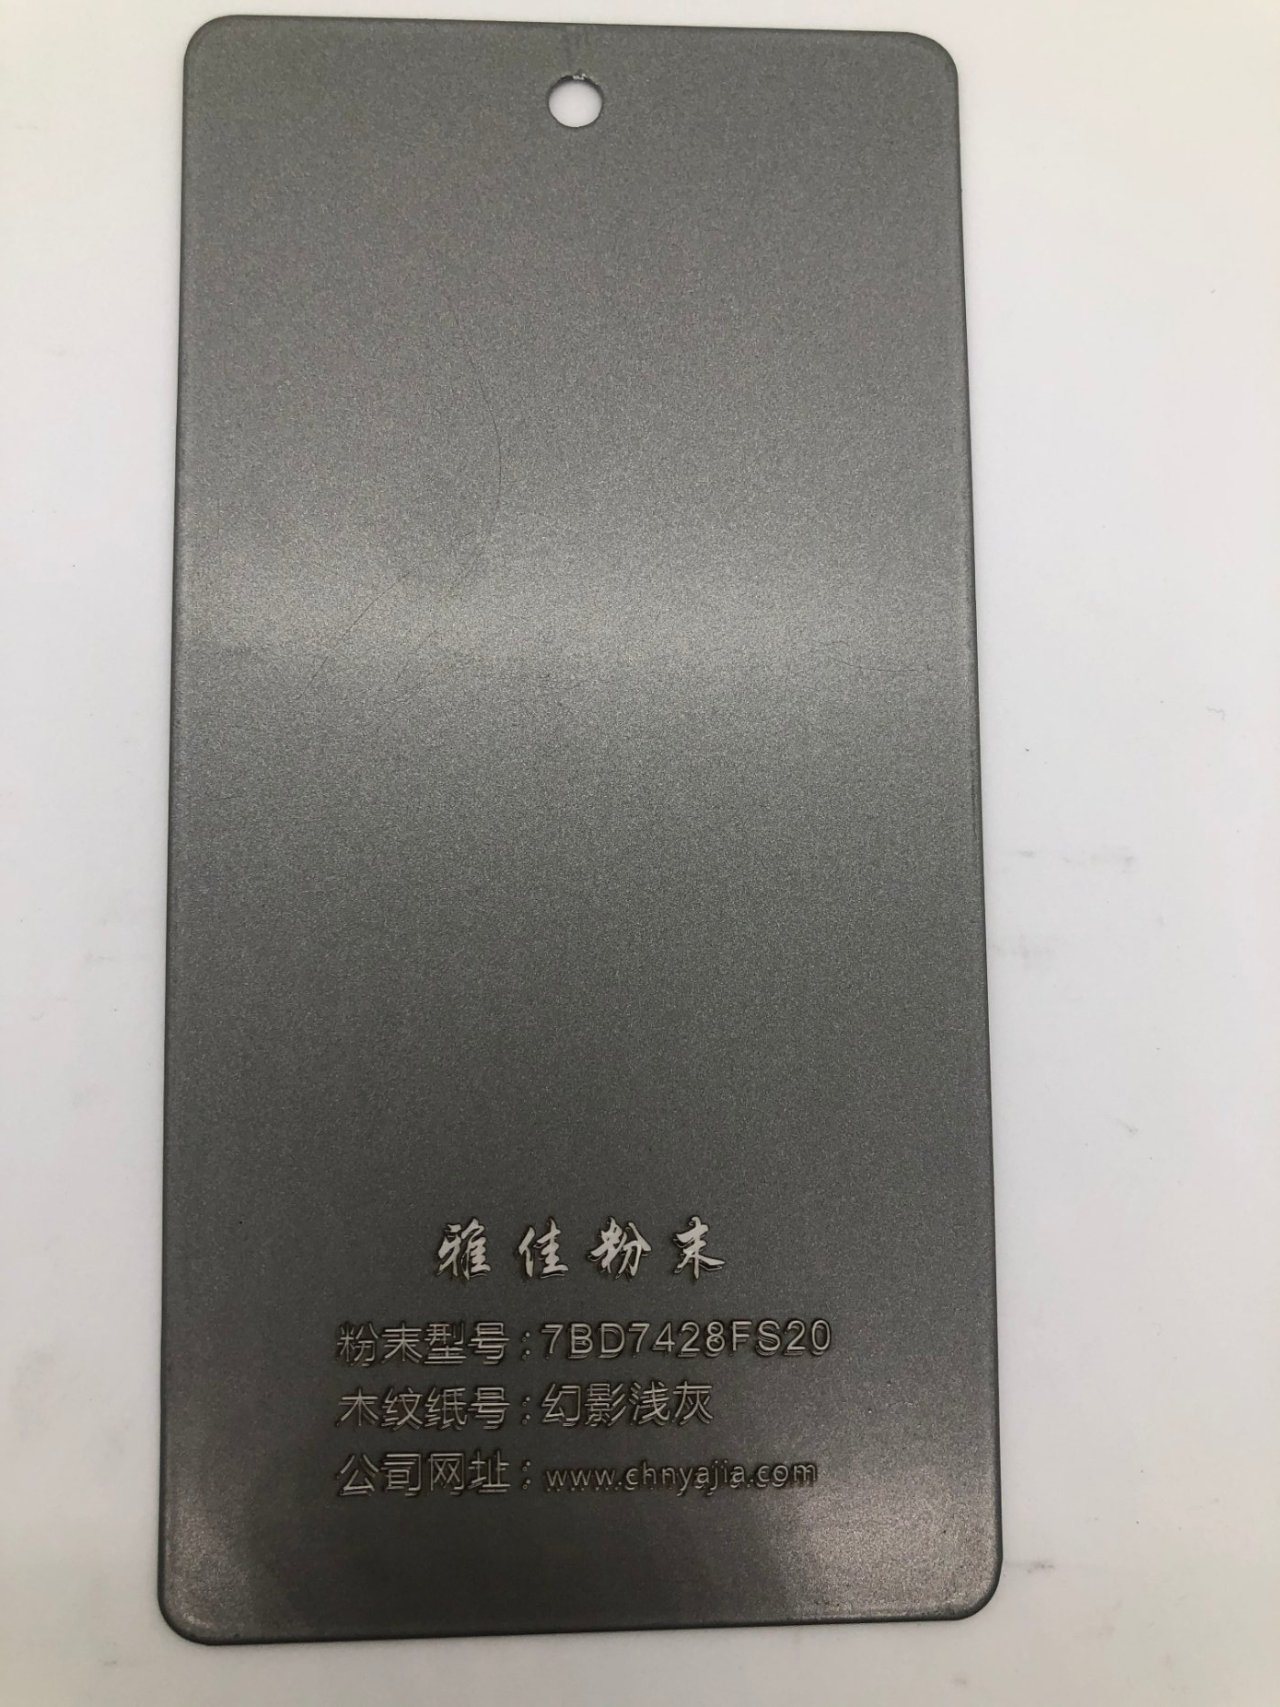 雅佳粉末
粉末型号:7BD7428FS20
木纹纸号:幻影浅灰
公司网址:www.chnyajia.com